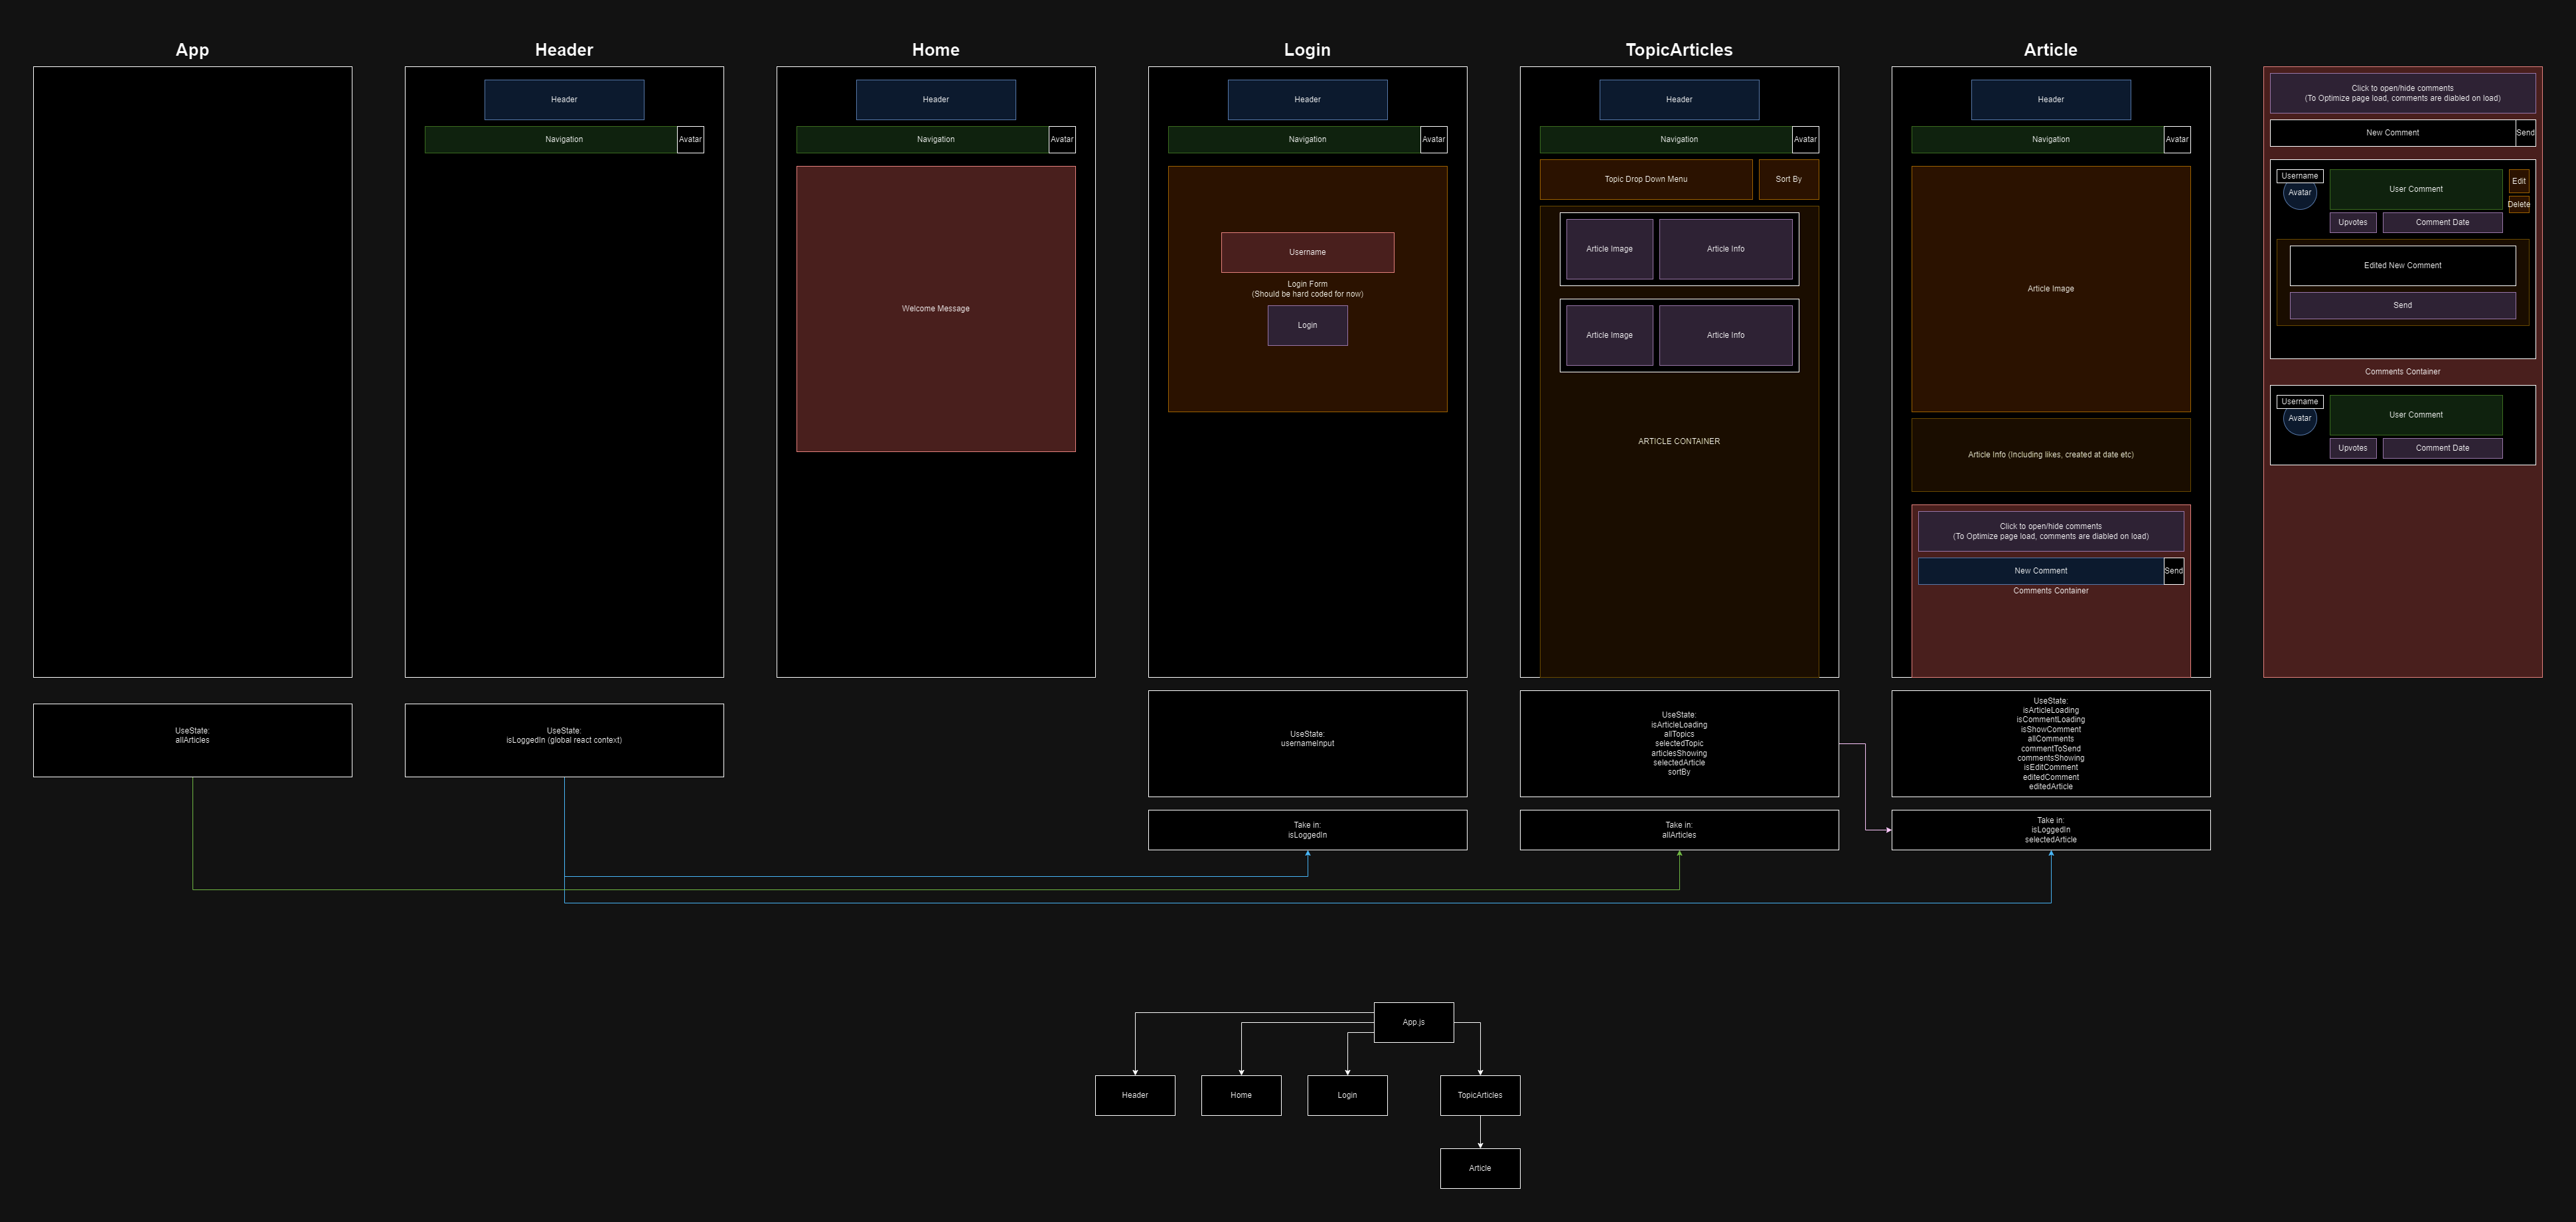 App
Header
Home
Login
TopicArticles
Article
Header
Navigation
Avatar
Header
Navigation
Avatar
Welcome Message
Header
Navigation
Avatar
Username
Login Form
(Should be hard coded for now)
Login
Header
Navigation
Avatar
Topic Drop Down Menu
Sort By
Article Image
Article Info
Article Image
Article Info
ARTICLE CONTAINER
Header
Navigation
Avatar
Article Image
Article Info (Including likes, created at date etc)
Click to open/hide comments
(To Optimize page load, comments are diabled on load)
New Comment
Send
Comments Container
Click to open/hide comments
(To Optimize page load, comments are diabled on load)
New Comment
Send
Username
Avatar
User Comment
Edit
Delete
Upvotes
Comment Date
Edited New Comment
Send
Comments Container
Username
Avatar
User Comment
Upvotes
Comment Date
UseState:
allArticles
UseState:
isLoggedIn (global react context)
UseState:
usernameInput
Take in:
isLoggedIn
UseState:
isArticleLoading
allTopics
selectedTopic
articlesShowing
selectedArticle
sortBy
Take in:
allArticles
UseState:
isArticleLoading
isCommentLoading
isShowComment
allComments
commentToSend
commentsShowing
isEditComment
editedComment
editedArticle
Take in:
isLoggedIn
selectedArticle
App.js
Header
Home
Login
TopicArticles
Article